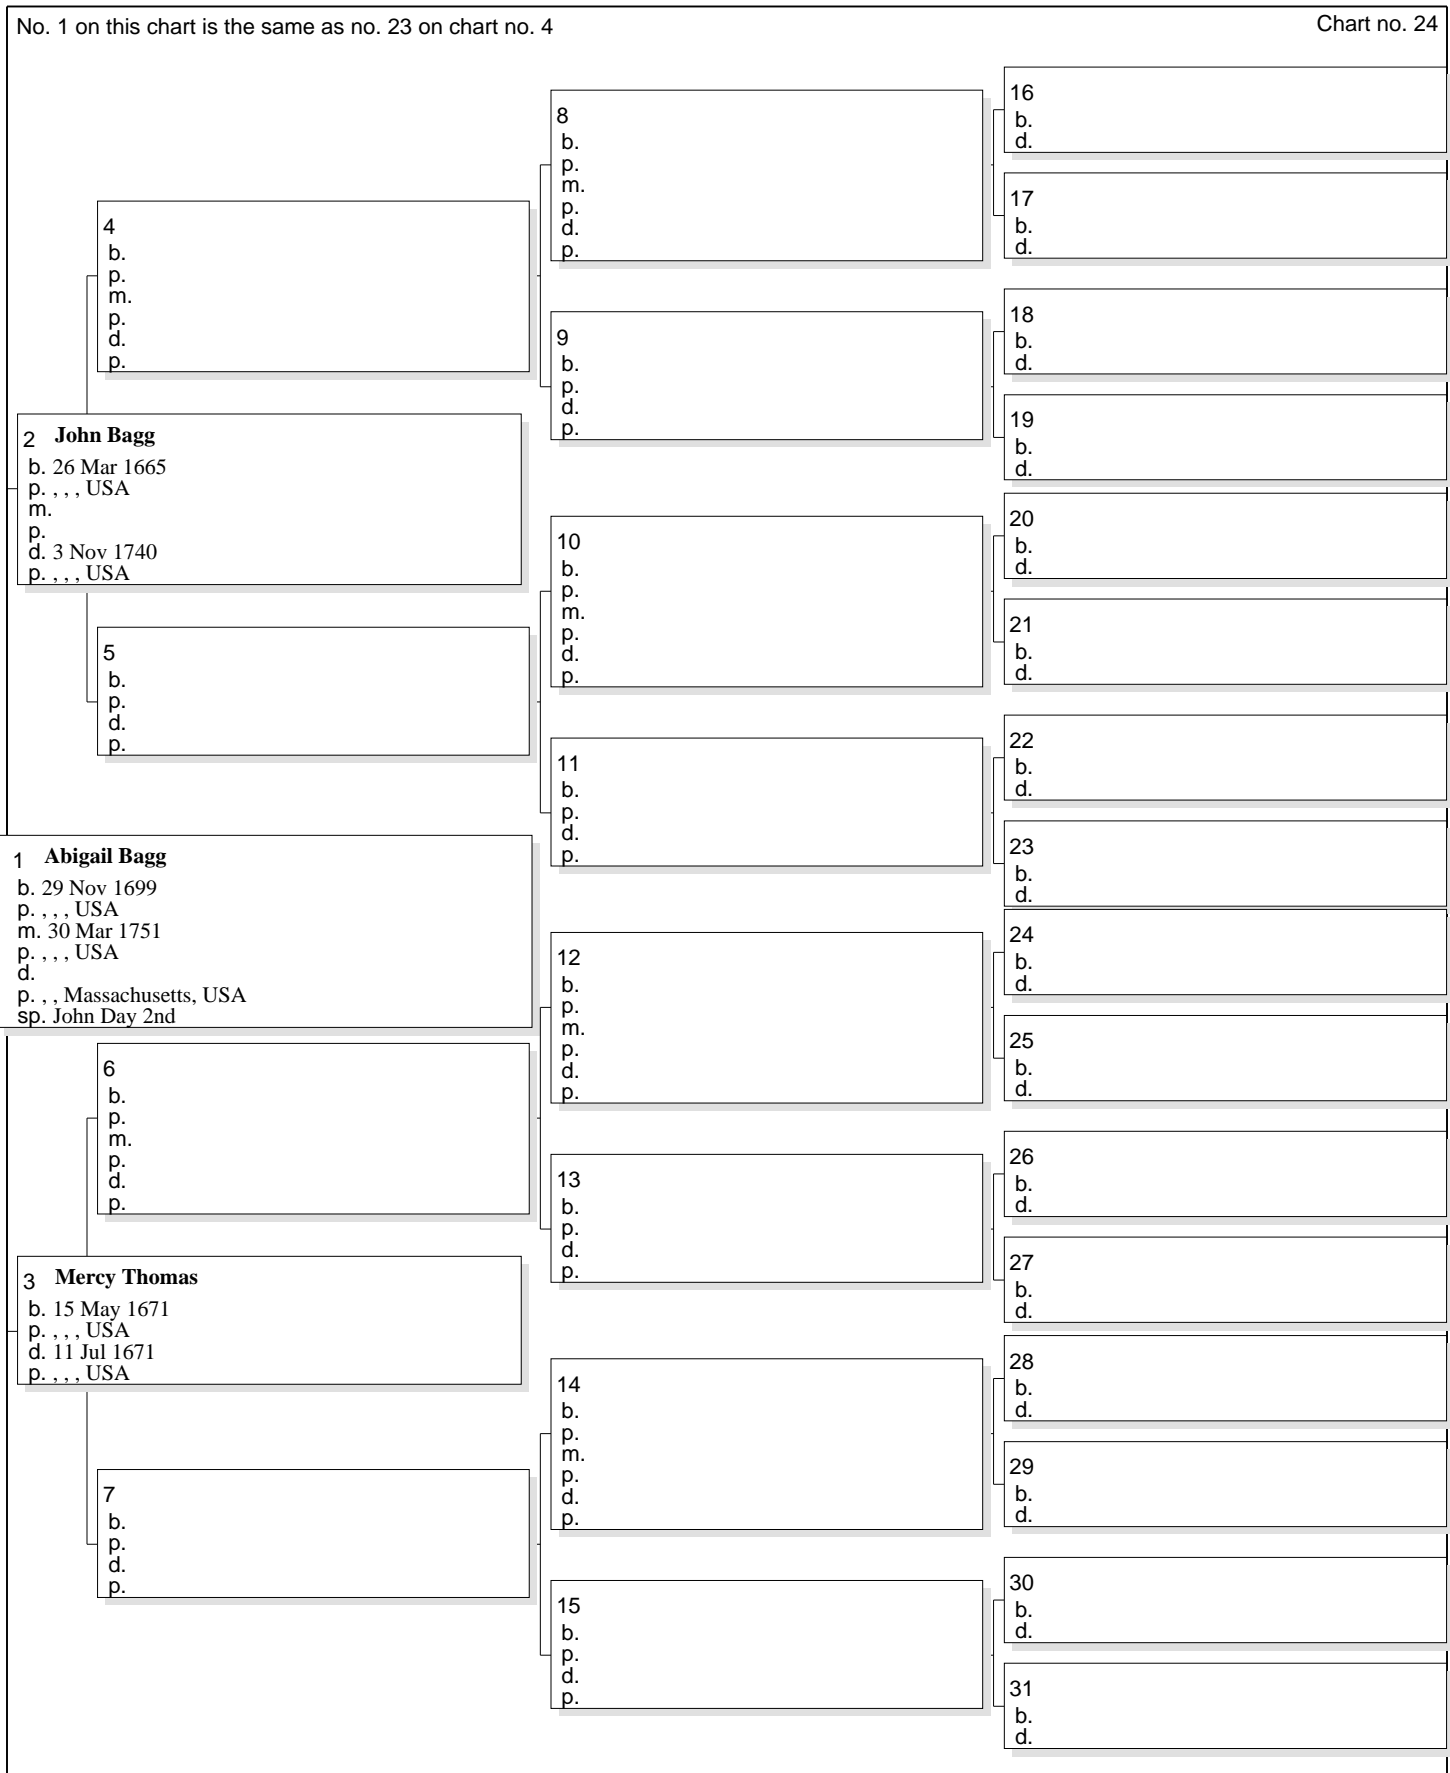 No. 1 on this chart is the same as no. 23 on chart no. 4
Chart no. 24
1 Abigail Bagg
b. 29 Nov 1699
p. , , , USA
m. 30 Mar 1751
p. , , , USA
d.
p. , , Massachusetts, USA
sp. John Day 2nd
2 John Bagg
b. 26 Mar 1665
p. , , , USA
m.
p.
d. 3 Nov 1740
p. , , , USA
3 Mercy Thomas
b. 15 May 1671
p. , , , USA
d. 11 Jul 1671
p. , , , USA
4
b.
p.
m.
p.
d.
p.
5
b.
p.
d.
p.
6
b.
p.
m.
p.
d.
p.
7
b.
p.
d.
p.
8
b.
p.
m.
p.
d.
p.
9
b.
p.
d.
p.
10
b.
p.
m.
p.
d.
p.
11
b.
p.
d.
p.
12
b.
p.
m.
p.
d.
p.
13
b.
p.
d.
p.
14
b.
p.
m.
p.
d.
p.
15
b.
p.
d.
p.
16
b.
d.
17
b.
d.
18
b.
d.
19
b.
d.
20
b.
d.
21
b.
d.
22
b.
d.
23
b.
d.
24
b.
d.
25
b.
d.
26
b.
d.
27
b.
d.
28
b.
d.
29
b.
d.
30
b.
d.
31
b.
d.